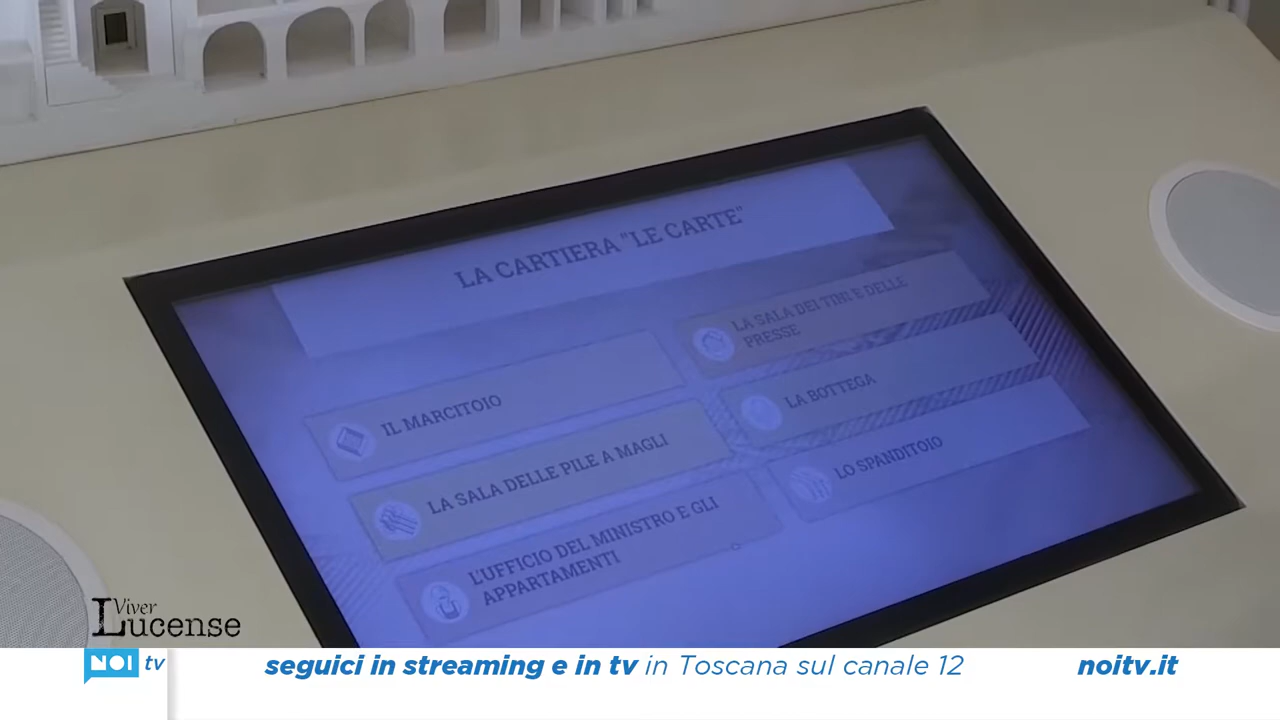 LA CARTIERA "LE CARTE"
IL MARCITOIO
LA SALA DELLE PILE A MAGLI
L'UFFICIO DEL MINISTRO E GLI
APPARTAMENTI
LA SALA DEI TINI E DELLE
PRESSE
LA BOTTEGA
LO SPANDITOIO
Viver
Lucense
NOI tv
seguici in streaming e in tv in Toscana sul canale 12
noitv.it